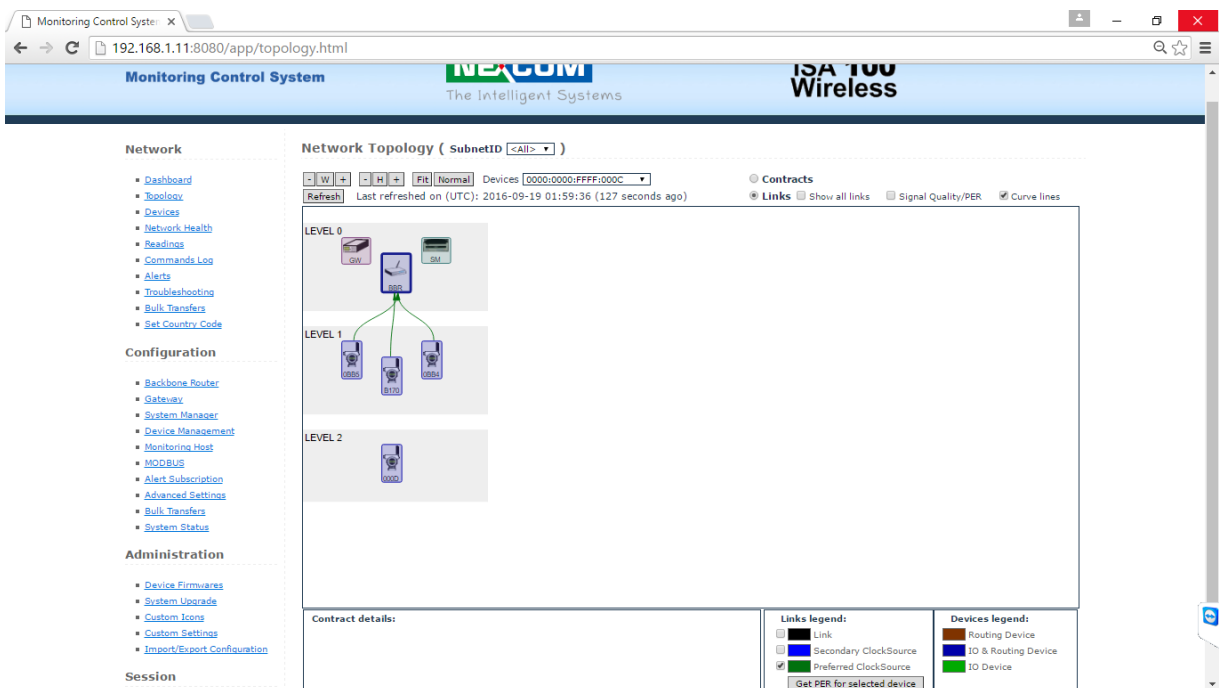 Monitoring Control System
192.168.1.11:8080/app/topology.html
Monitoring Control System
NEXCOM
The Intelligent Systems
ISA 100
Wireless
Network
Dashboard
Topology
Devices
Network Health
Readings
Commands Log
Alerts
Troubleshooting
Bulk Transfers
Set Country Code
Configuration
Backbone Router
Gateway
System Manager
Device Management
Monitoring Host
MODBUS
Alert Subscription
Advanced Settings
Bulk Transfers
System Status
Administration
Device Firmwares
System Upgrade
Custom Icons
Custom Settings
Import/Export Configuration
Session
Network Topology ( SubnetID <All> )
- W + - H + Fit Normal Devices 0000:0000:FFFF:000C
Refresh Last refreshed on (UTC): 2016-09-19 01:59:36 (127 seconds ago)
Contracts
Links Show all links Signal Quality/PER Curve lines
LEVEL 0
GW
BBR
SM
LEVEL 1
0BB5
B170
0BB4
LEVEL 2
000D
Contract details:
Links legend:
Link
Secondary ClockSource
Preferred ClockSource
Get PER for selected device
Devices legend:
Routing Device
IO & Routing Device
IO Device